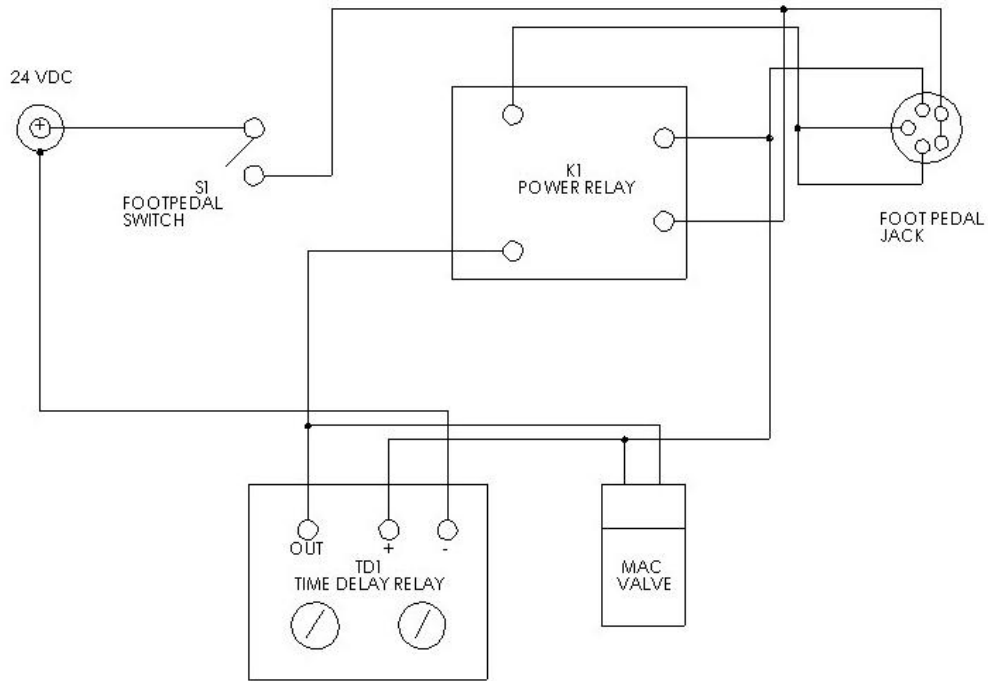 24 VDC
+
S1
FOOTPEDAL
SWITCH
K1
POWER RELAY
FOOT PEDAL
JACK
OUT + -
TD1
TIME DELAY RELAY
MAC
VALVE